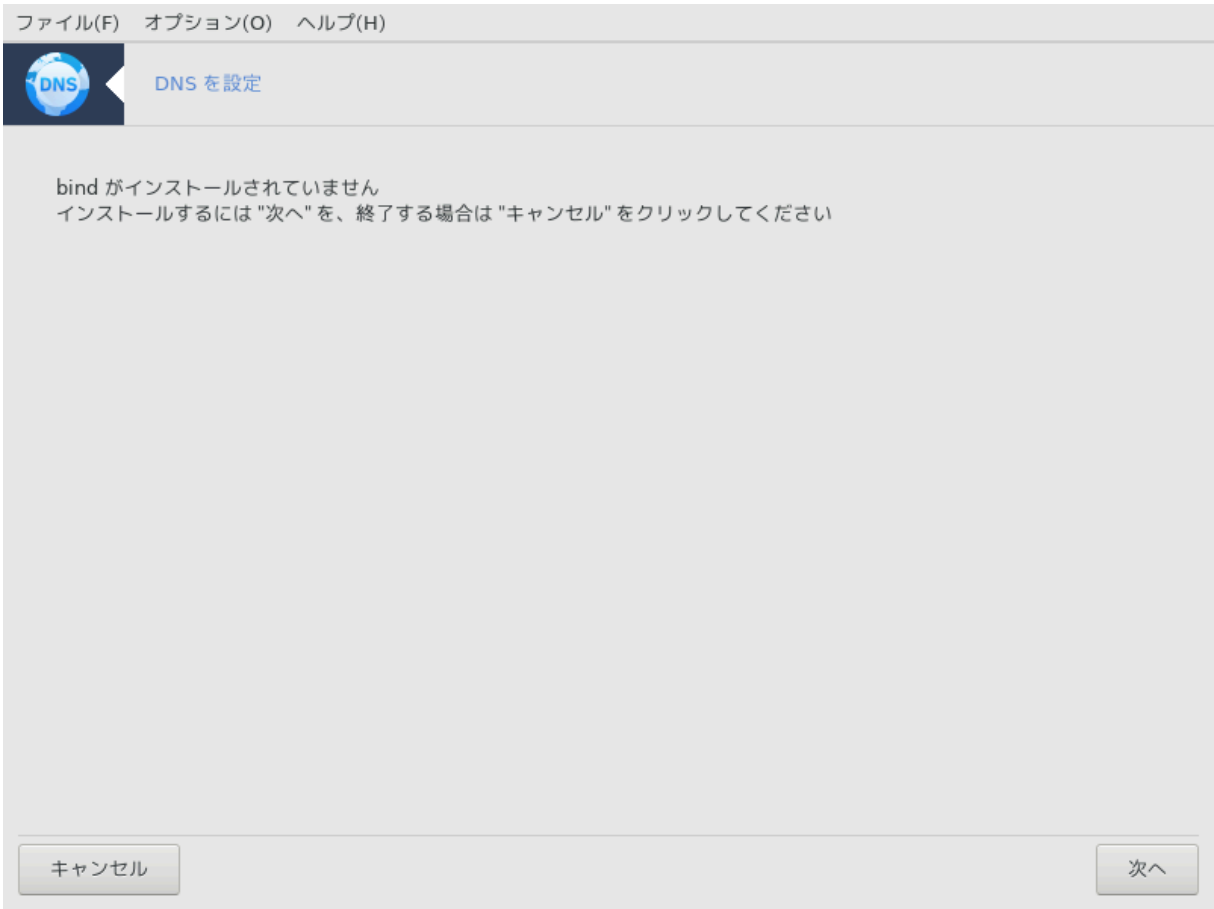 ファイル(F) オプション(O) ヘルプ(H)
DNS
DNS を設定
bind がインストールされていません
インストールするには "次へ" を、終了する場合は "キャンセル" をクリックしてください
キャンセル
次へ